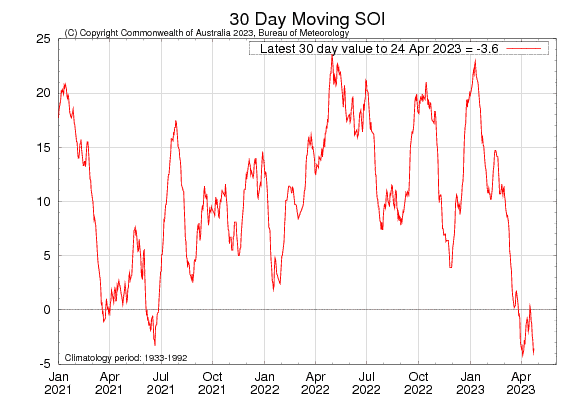 30 Day Moving SOI
(C) Copyright Commonwealth of Australia 2023, Bureau of Meteorology
Latest 30 day value to 24 Apr 2023 = -3.6
25
20
15
10
5
0
-5
Climatology period: 1933-1992
Jan Apr Jul Oct Jan Apr Jul Oct Jan Apr
2021 2021 2021 2021 2022 2022 2022 2022 2023 2023